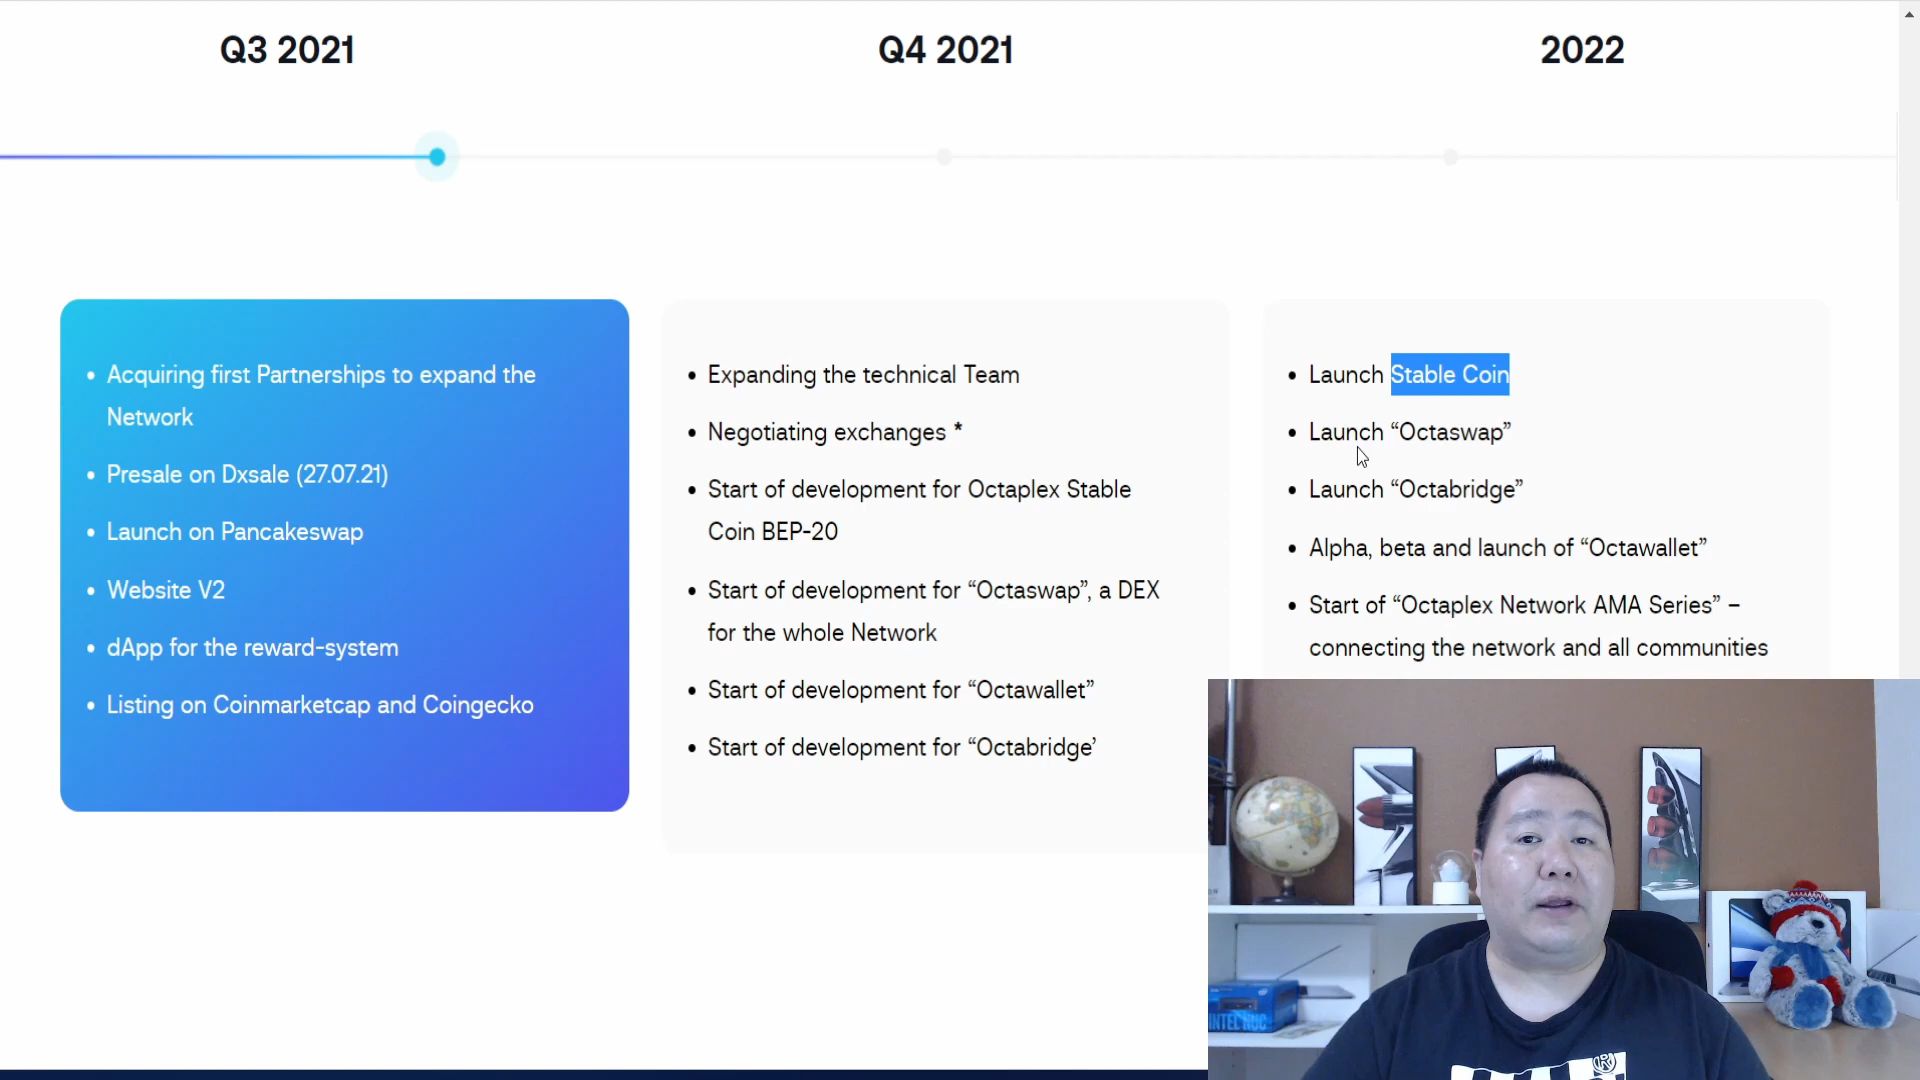 Q3 2021
Q4 2021
2022
• Acquiring first Partnerships to expand the
Network
• Presale on Dxsale (27.07.21)
• Launch on Pancakeswap
• Website V2
• dApp for the reward-system
• Listing on Coinmarketcap and Coingecko
• Expanding the technical Team
• Negotiating exchanges *
• Start of development for Octaplex Stable
Coin BEP-20
• Start of development for “Octaswap”, a DEX
for the whole Network
• Start of development for “Octawallet”
• Start of development for “Octabridge’
• Launch Stable Coin
• Launch “Octaswap”
• Launch “Octabridge”
• Alpha, beta and launch of “Octawallet”
• Start of “Octaplex Network AMA Series” –
connecting the network and all communities
INTEL NUC